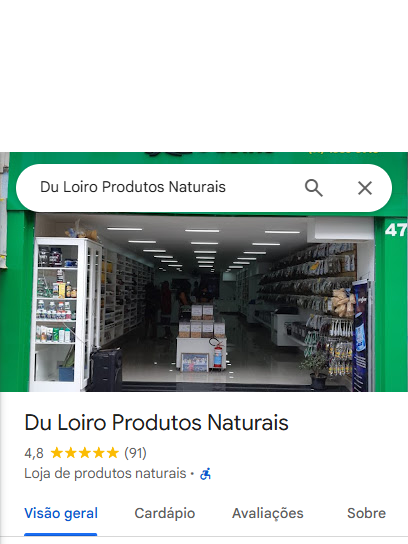 Du Loiro Produtos Naturais
47
Du Loiro Produtos Naturais
4,8 (91)
Loja de produtos naturais ·
Visão geral Cardápio Avaliações Sobre